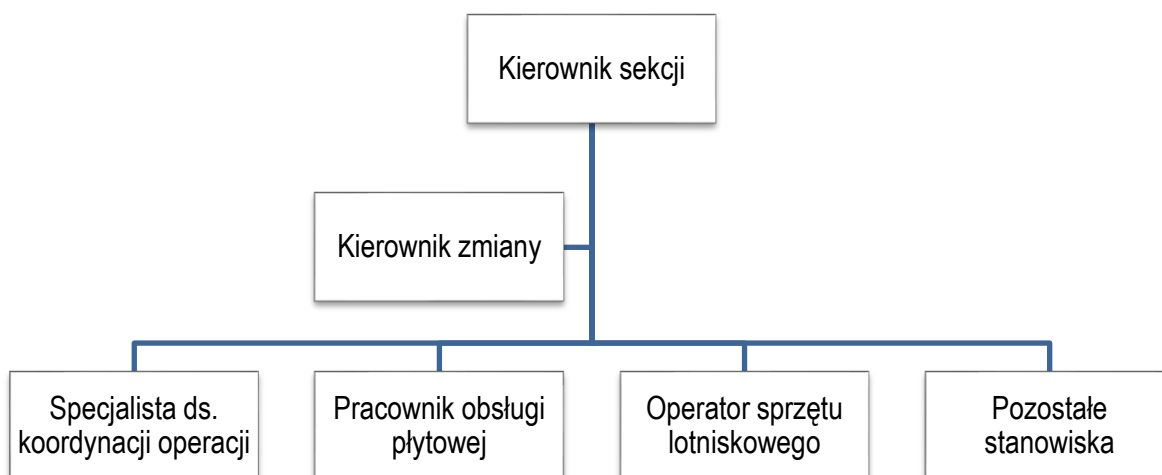 Kierownik sekcji
Kierownik zmiany
Specjalista ds.
koordynacji operacji
Pracownik obsługi
płytowej
Operator sprzętu
lotniskowego
Pozostałe
stanowiska